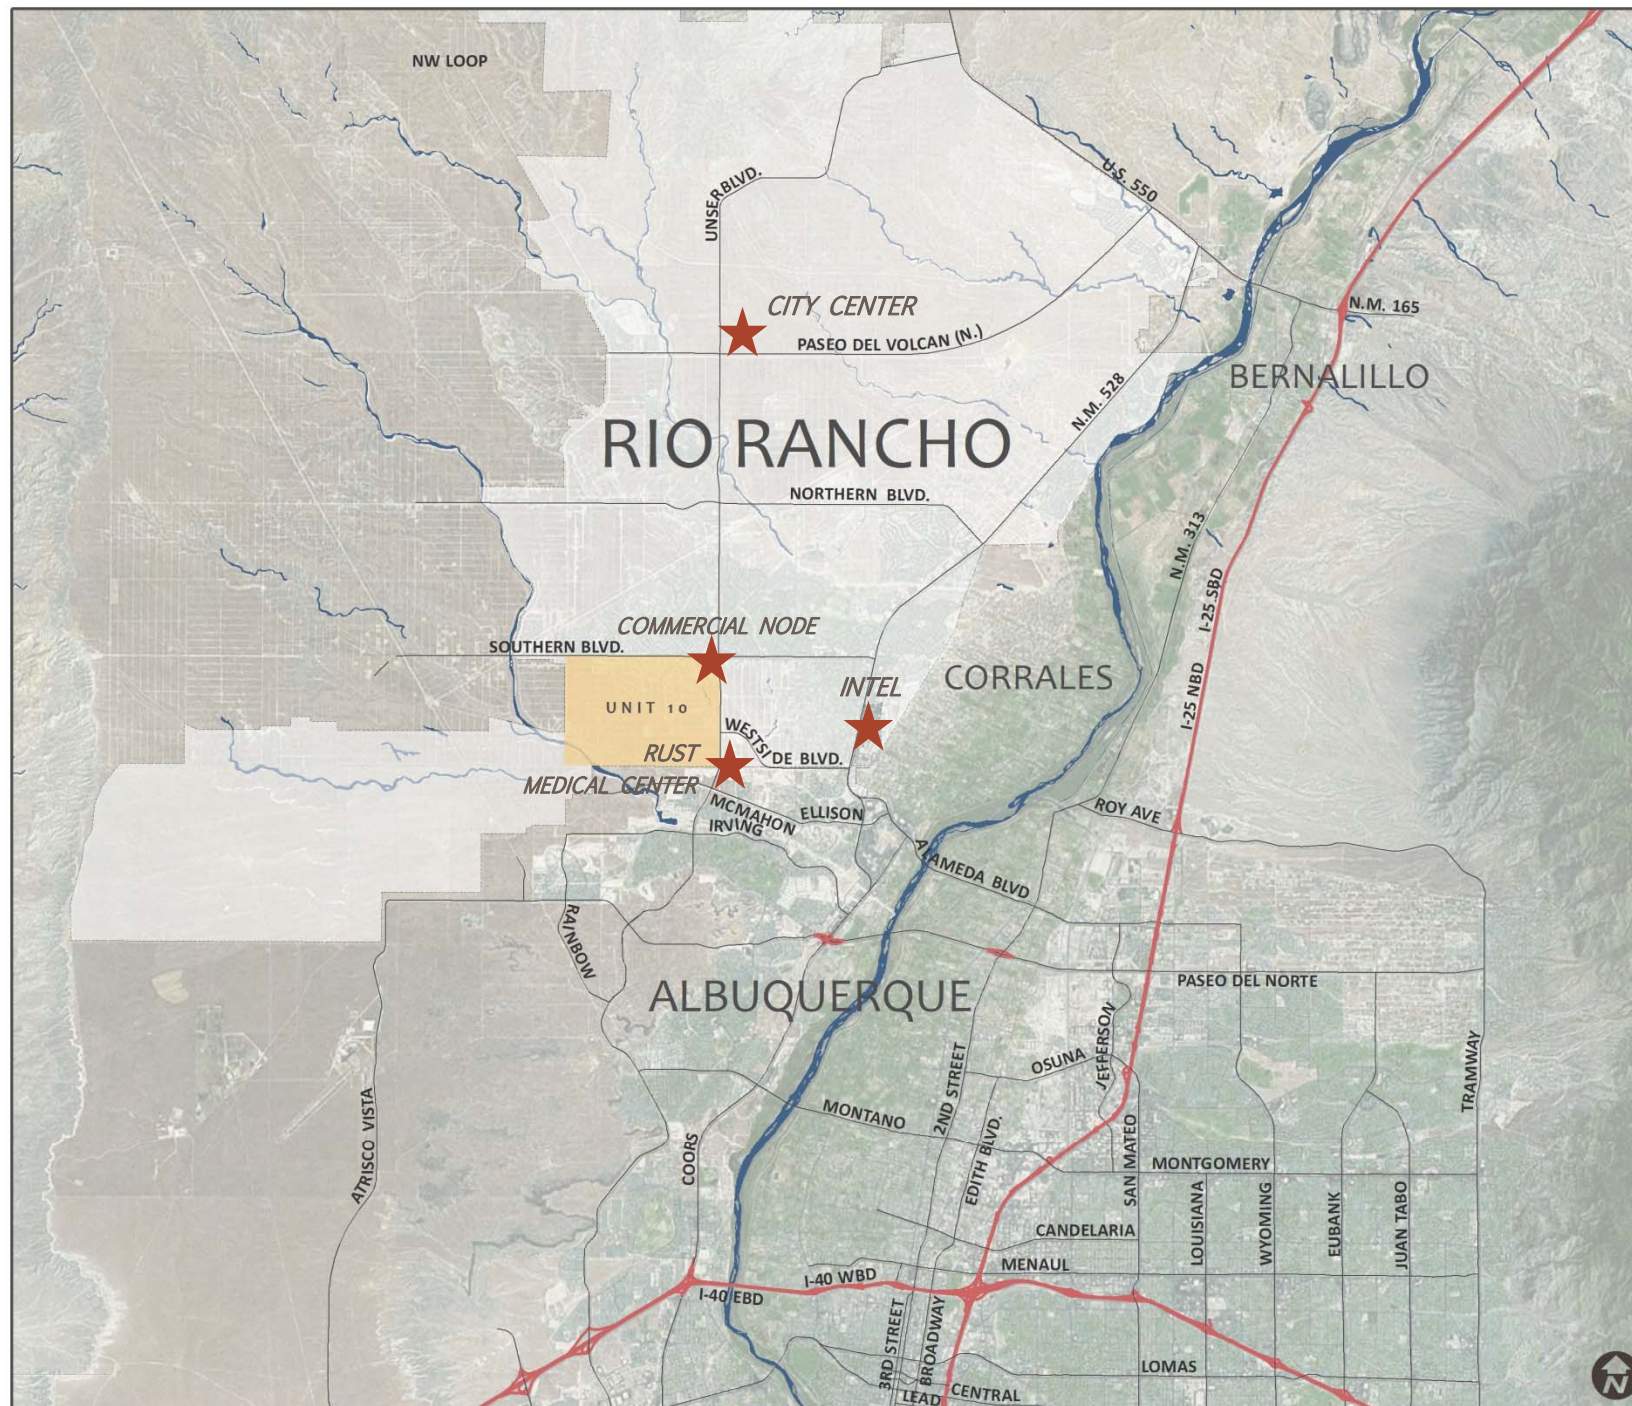 NW LOOP
U.S. 550
UNSER BLVD.
CITY CENTER
N.M. 165
PASEO DEL VOLCAN (N.)
BERNALILLO
N.M. 528
RIO RANCHO
NORTHERN BLVD.
N.M. 313
I-25 SBD
COMMERCIAL NODE
SOUTHERN BLVD.
CORRALES
INTEL
I-25 NBD
UNIT 10
WESTSIDE BLVD.
RUST
MEDICAL CENTER
MCMAHON
ELLISON
IRVING
ROY AVE
ALAMEDA BLVD
RAINBOW
PASEO DEL NORTE
ALBUQUERQUE
JEFFERSON
OSUNA
TRAMWAY
2ND STREET
MONTANO
ATRISCO VISTA
COORS
EDITH BLVD.
SAN MATEO
MONTGOMERY
LOUISIANA
WYOMING
EUBANK
JUAN TABO
CANDELARIA
MENAUL
I-40 WBD
I-40 EBD
3RD STREET
BROADWAY
LOMAS
LEAD
CENTRAL
N